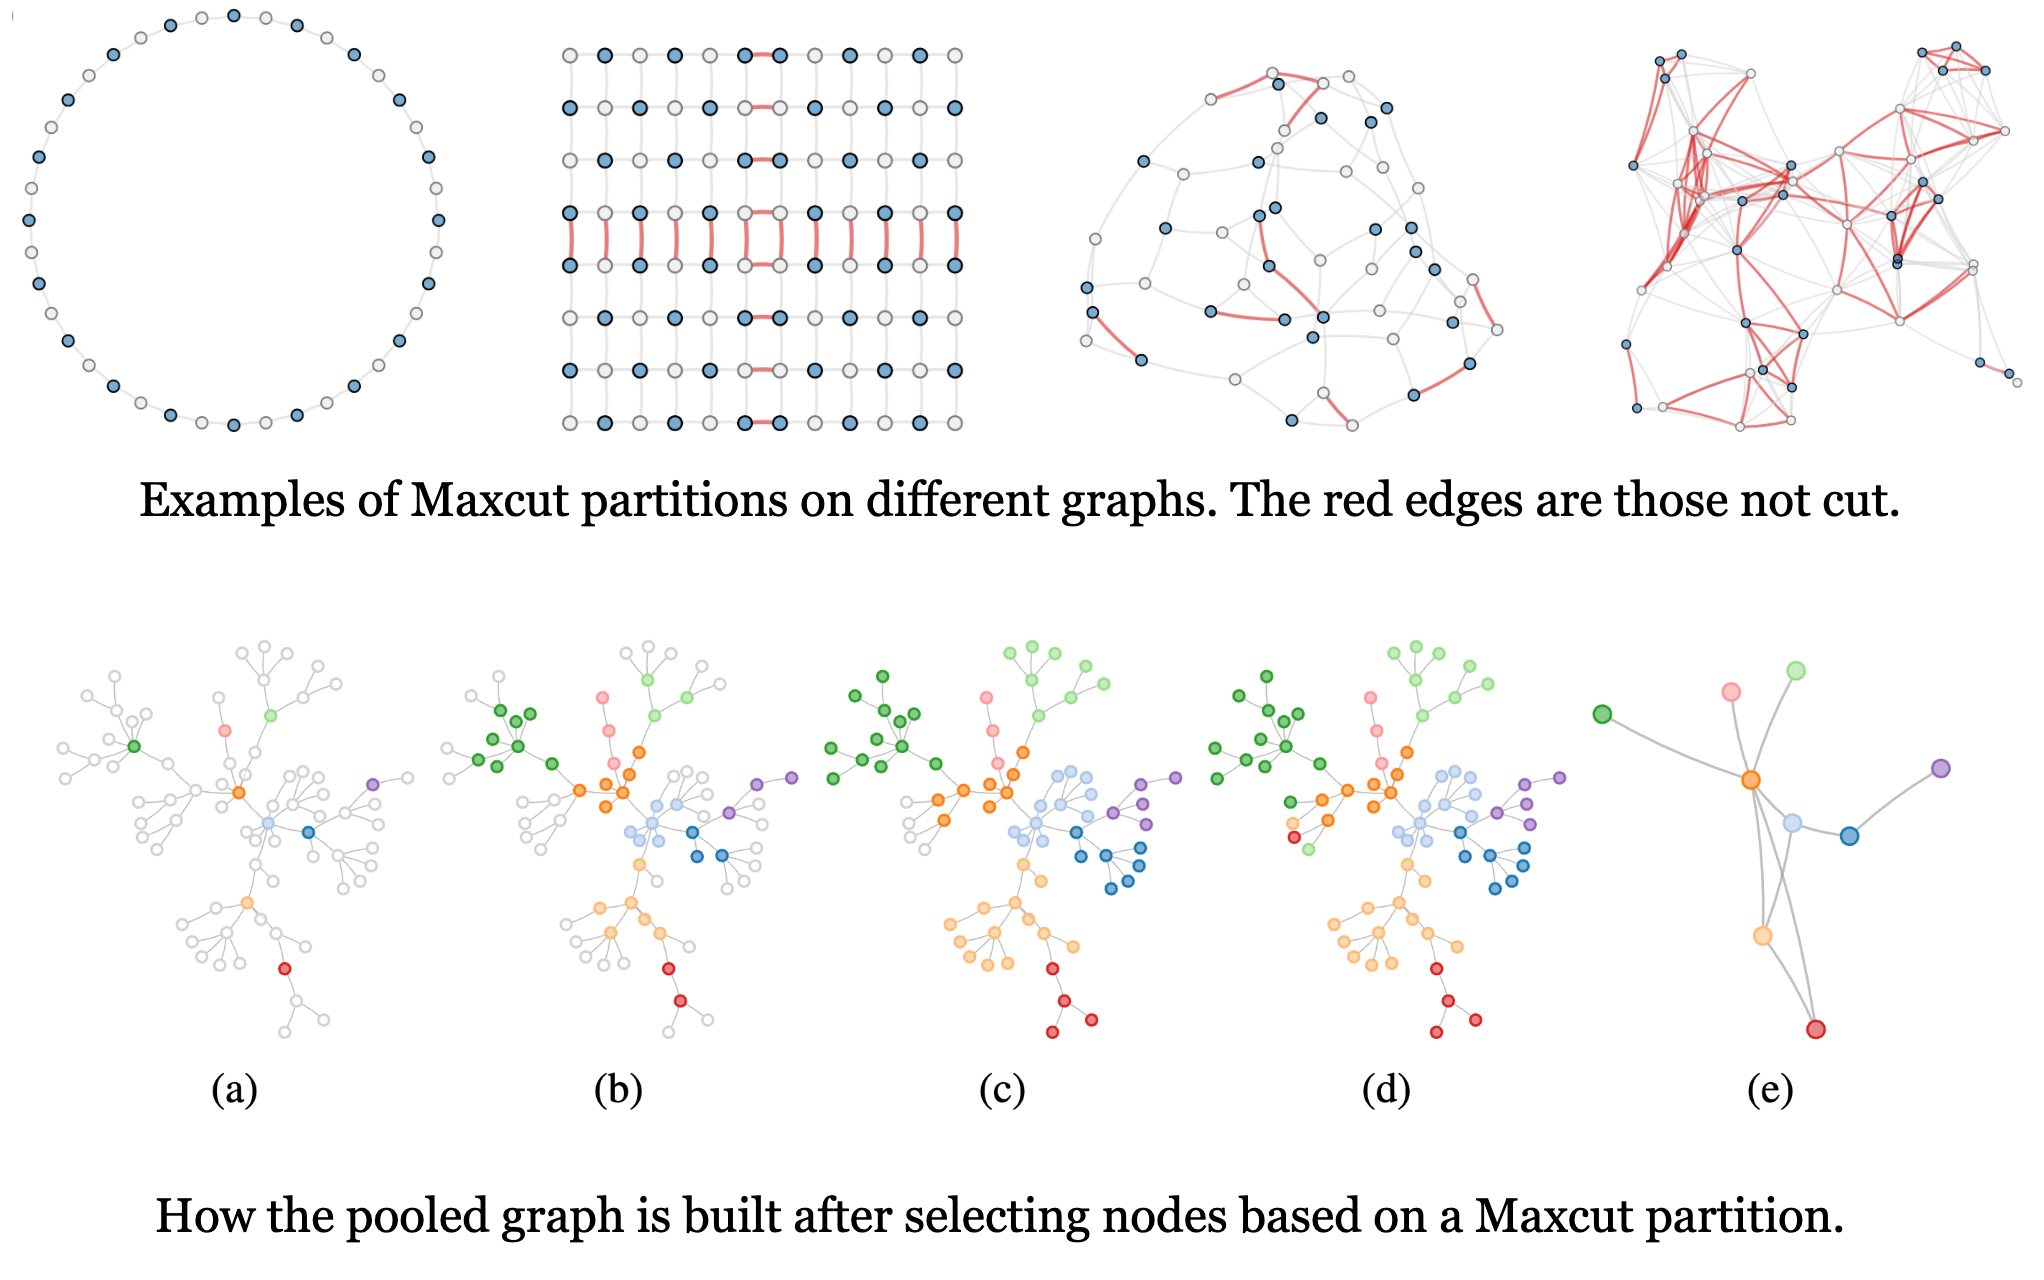 Examples of Maxcut partitions on different graphs. The red edges are those not cut.
(a) (b) (c) (d) (e)
How the pooled graph is built after selecting nodes based on a Maxcut partition.